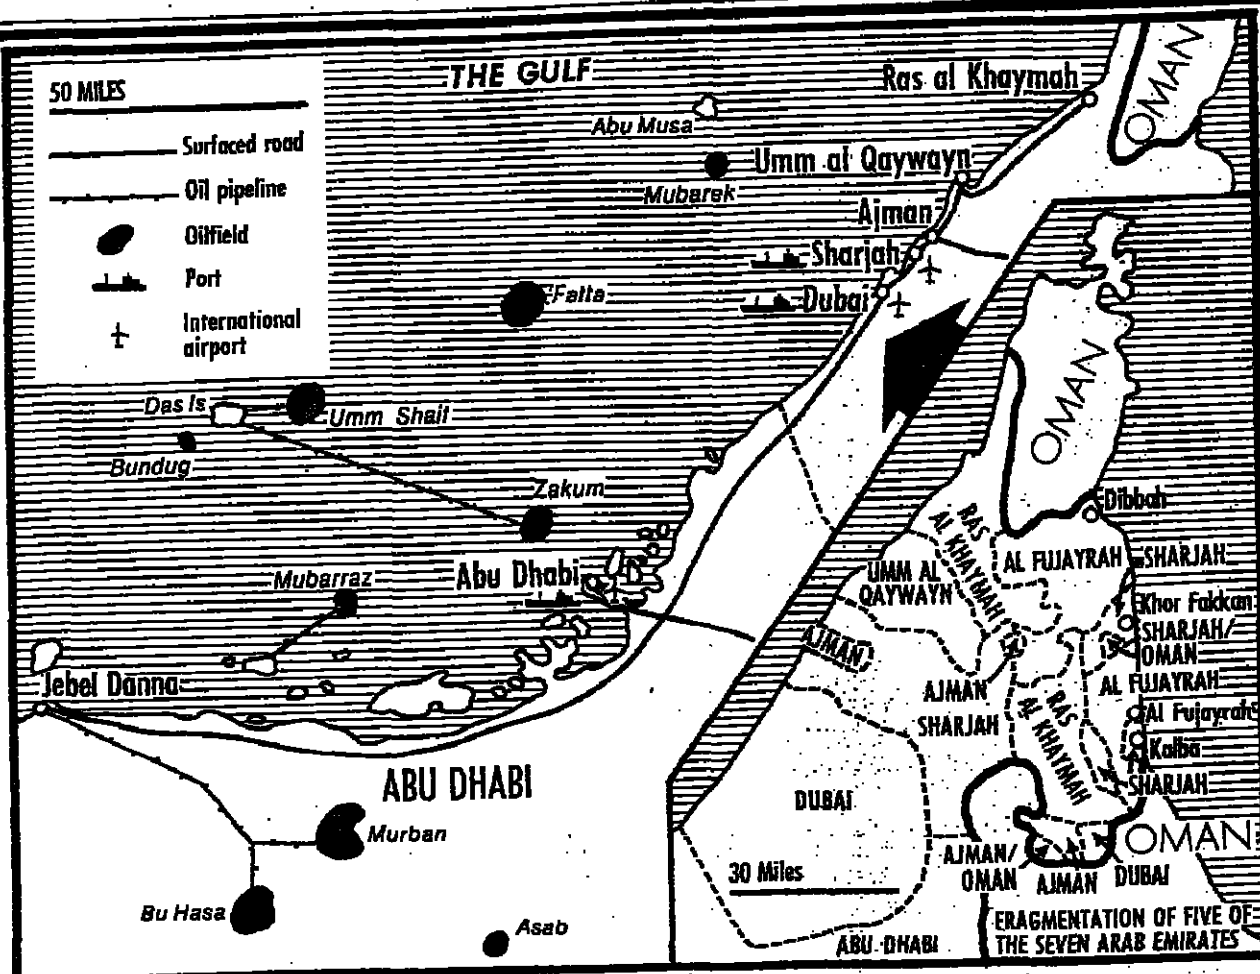 THE GULF
50 MILES
Surfaced road
Oil pipeline
Oilfield
Port
International
airport
Ras al Khaymah
OMAN
Abu Musa
Umm al Qaywayn
Mubarek
Ajman
Sharjah
Dubai
Fatta
Das Is
Umm Shaif
Bundug
Zakum
Abu Dhabi
Mubarraz
Jebel Danna
ABU DHABI
Murban
Bu Hasa
Asab
OMAN
Dibbah
RAS
AL KHAYMAH
AL FUJAYRAH
SHARJAH
UMM AL
QAYWAYN
Khor Fakkan
SHARJAH/
OMAN
AJMAN
AL FUJAYRAH
AJMAN
SHARJAH
RAS
AL KHAYMAH
Al Fujayrah
Kalba
SHARJAH
DUBAI
OMAN
AJMAN/
OMAN
AJMAN
DUBAI
30 Miles
ABU DHABI
ERAGMENTATION OF FIVE OF
THE SEVEN ARAB EMIRATES